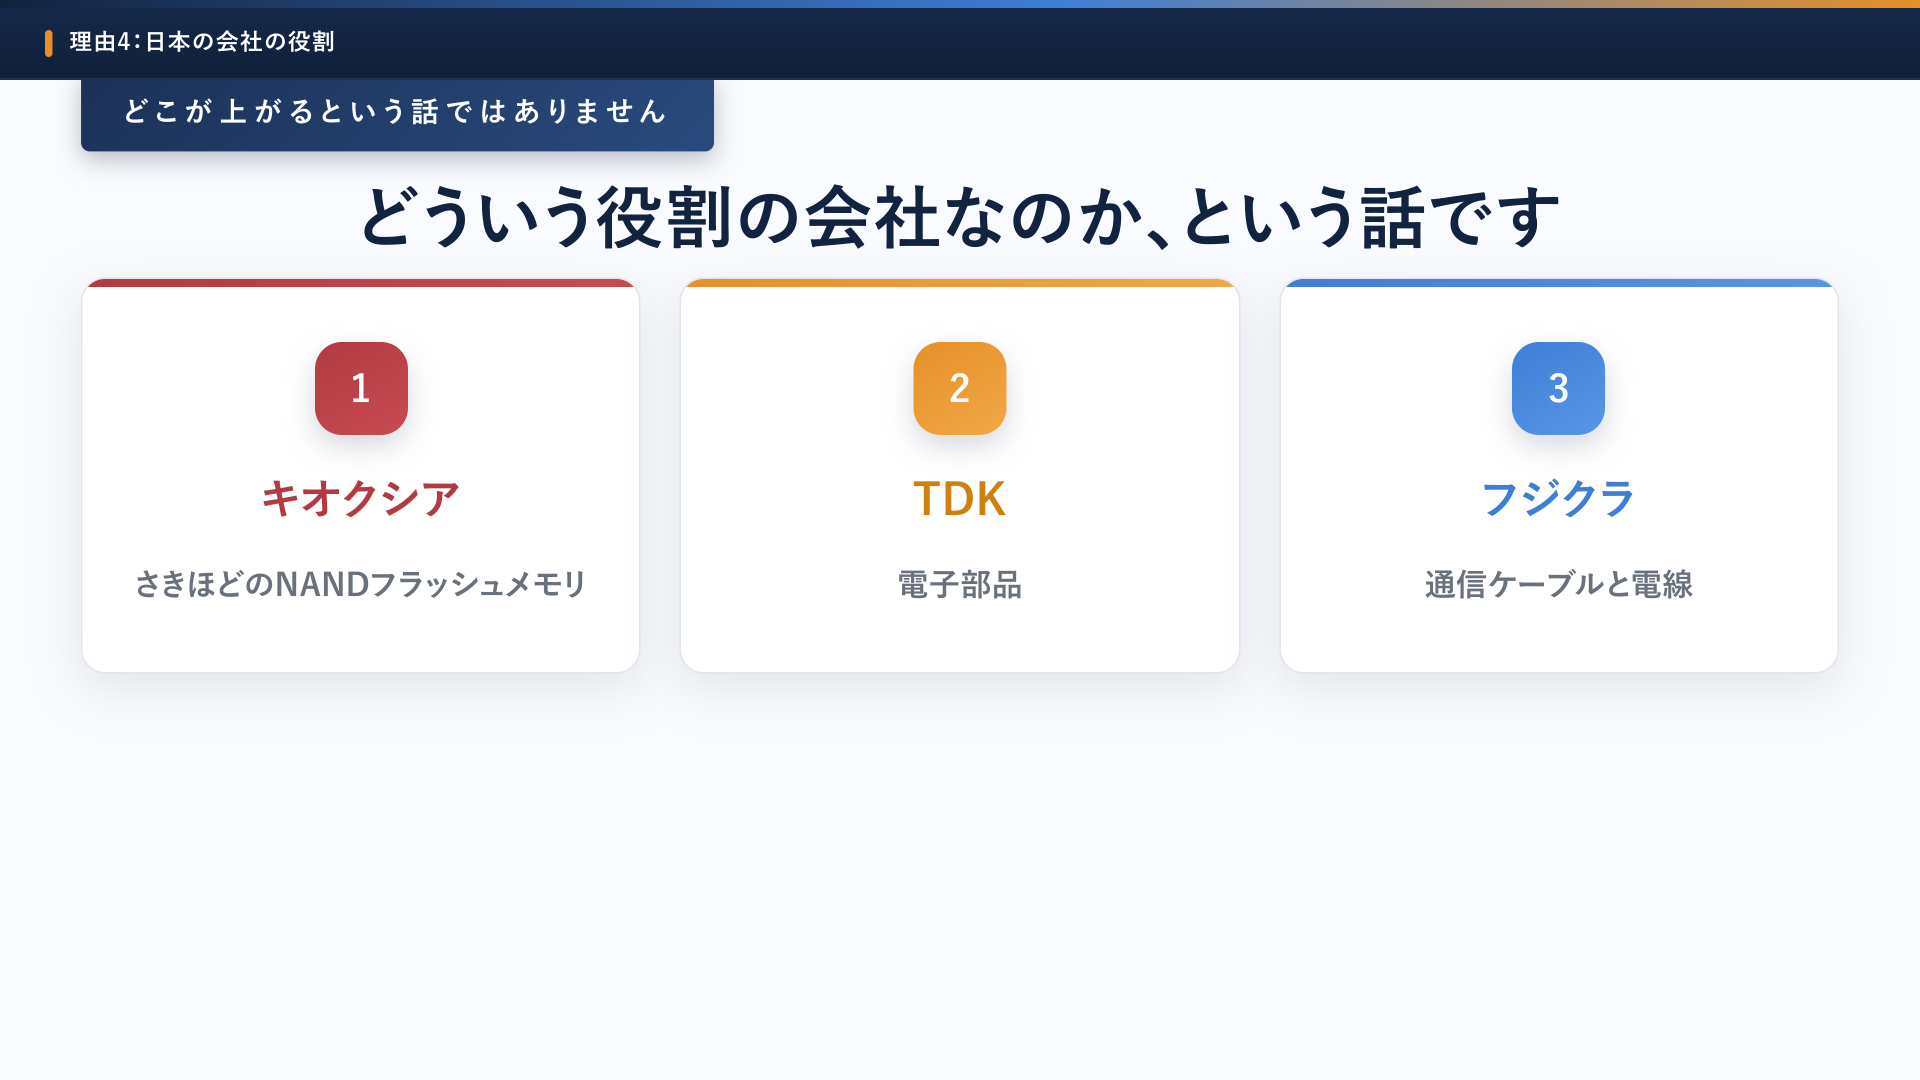 理由4:日本の会社の役割
どこが上がるという話ではありません
どういう役割の会社なのか、という話です
1
キオクシア
さきほどのNANDフラッシュメモリ
2
TDK
電子部品
3
フジクラ
通信ケーブルと電線